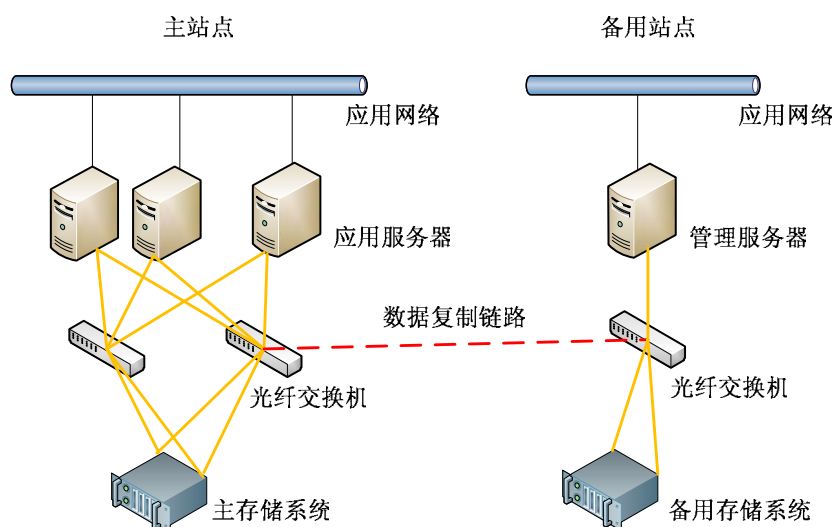 主站点
备用站点
应用网络
应用网络
应用服务器
管理服务器
数据复制链路
光纤交换机
光纤交换机
主存储系统
备用存储系统